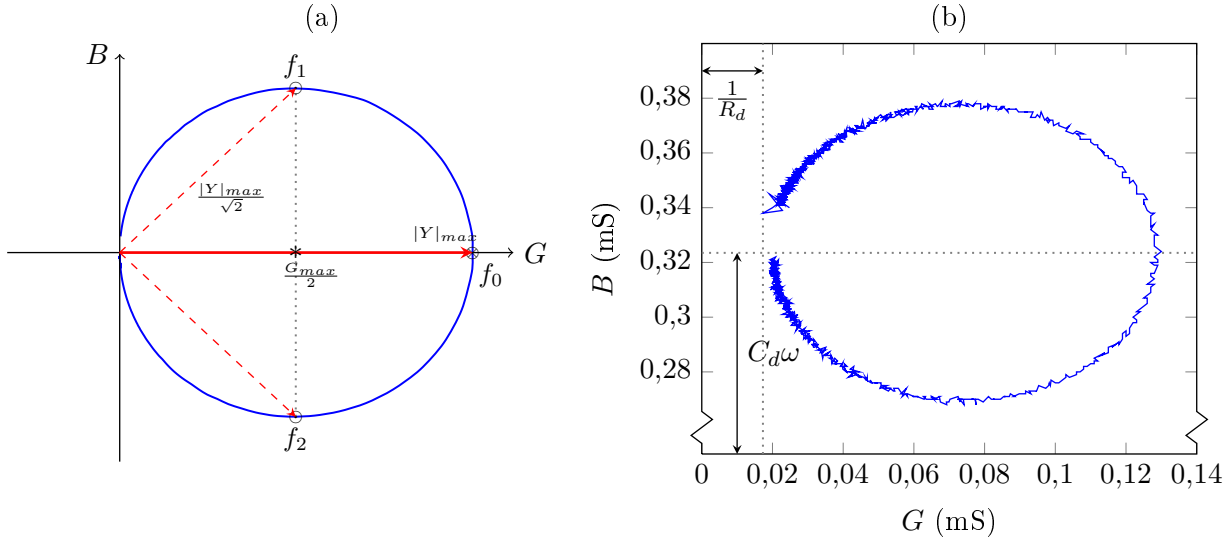 (a)
B
f₁
|Y|ₘₐₓ/√2
|Y|ₘₐₓ
G
Gₘₐₓ/2
*
f₀
f₂
(b)
1/R_d
0,38
0,36
0,34
0,32
0,3
0,28
B (mS)
C_dω
0 0,02 0,04 0,06 0,08 0,1 0,12 0,14
G (mS)